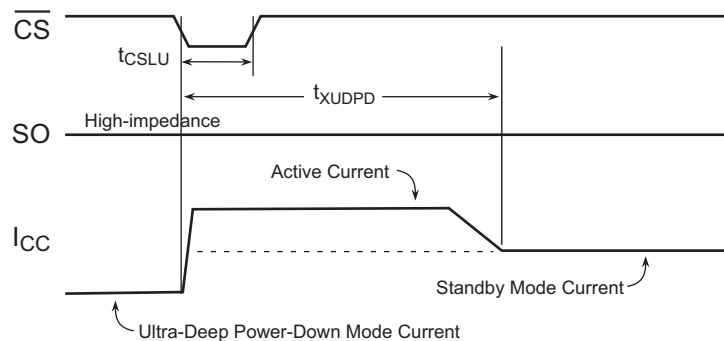 CS
tCSLU
tXUDPD
High-impedance
SO
Active Current
ICC
Standby Mode Current
Ultra-Deep Power-Down Mode Current